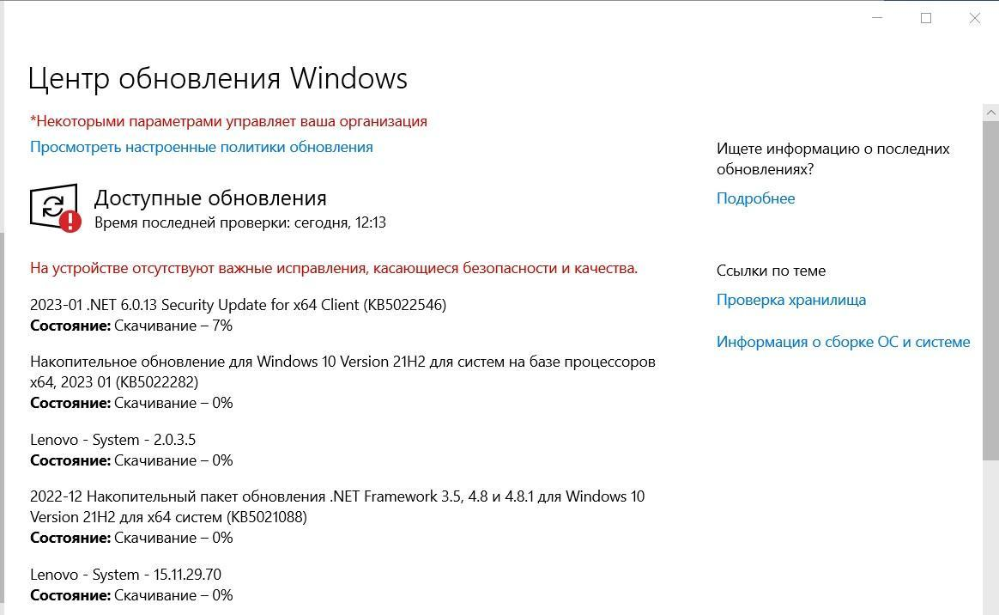 Центр обновления Windows
*Некоторыми параметрами управляет ваша организация
Просмотреть настроенные политики обновления
Доступные обновления
Время последней проверки: сегодня, 12:13
На устройстве отсутствуют важные исправления, касающиеся безопасности и качества.
2023-01 .NET 6.0.13 Security Update for x64 Client (KB5022546)
Состояние: Скачивание – 7%
Накопительное обновление для Windows 10 Version 21H2 для систем на базе процессоров
x64, 2023 01 (KB5022282)
Состояние: Скачивание – 0%
Lenovo - System - 2.0.3.5
Состояние: Скачивание – 0%
2022-12 Накопительный пакет обновления .NET Framework 3.5, 4.8 и 4.8.1 для Windows 10
Version 21H2 для x64 систем (KB5021088)
Состояние: Скачивание – 0%
Lenovo - System - 15.11.29.70
Состояние: Скачивание – 0%
Ищете информацию о последних
обновлениях?
Подробнее
Ссылки по теме
Проверка хранилища
Информация о сборке ОС и системе